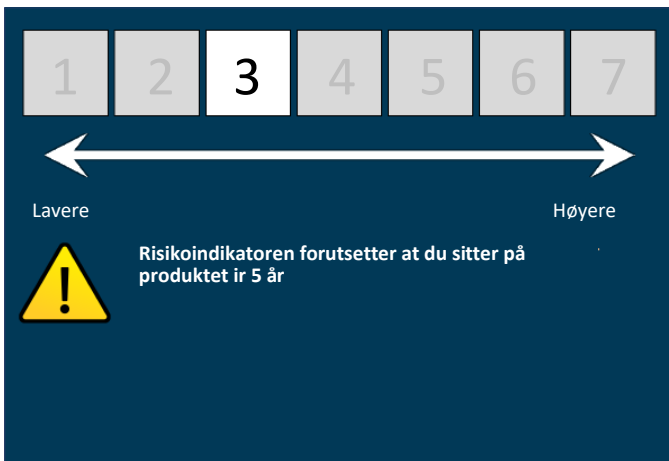 1 2 3 4 5 6 7
Lavere Høyere
!
Risikoindikatoren forutsetter at du sitter på
produktet ir 5 år